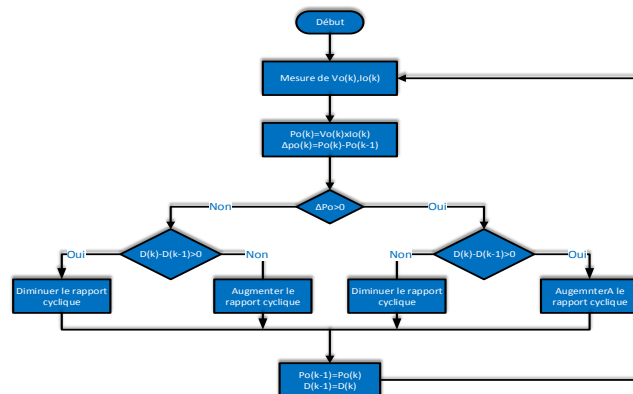 Début
Mesure de Vo(k),Io(k)
Po(k)=Vo(k)xIo(k)
Δpo(k)=Po(k)-Po(k-1)
ΔPo>0
Non
Oui
D(k)-D(k-1)>0
D(k)-D(k-1)>0
Oui
Non
Non
Oui
Diminuer le rapport
cyclique
Augmenter le
rapport cyclique
Diminuer le rapport
cyclique
AugemnterA le
rapport cyclique
Po(k-1)=Po(k)
D(k-1)=D(k)